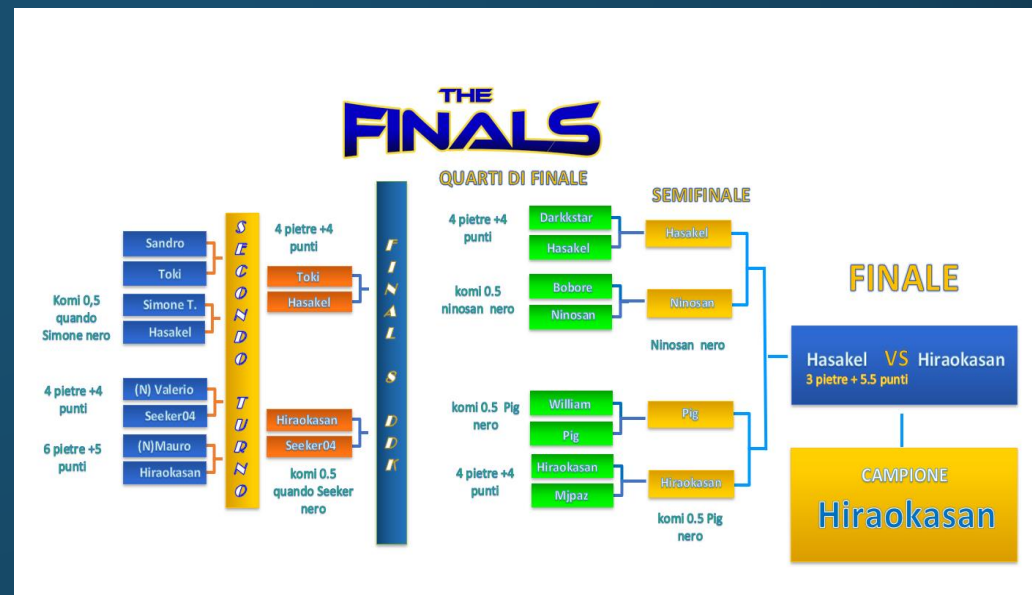 THE
FINALS
Sandro
Toki
Komi 0,5
quando
Simone nero
Simone T.
Hasakel
4 pietre +4
punti
(N) Valerio
Seeker04
6 pietre +5
punti
(N)Mauro
Hiraokasan
SECONDO TURNO
4 pietre +4
punti
Toki
Hasakel
Hiraokasan
Seeker04
komi 0.5
quando Seeker
nero
FINALS DDK
QUARTI DI FINALE
4 pietre +4
punti
Darkkstar
Hasakel
komi 0.5
ninosan nero
Bobore
Ninosan
komi 0.5 Pig
nero
William
Pig
4 pietre +4
punti
Hiraokasan
Mjpaz
SEMIFINALE
Hasakel
Ninosan
Ninosan nero
Pig
Hiraokasan
komi 0.5 Pig
nero
FINALE
Hasakel VS Hiraokasan
3 pietre + 5.5 punti
CAMPIONE
Hiraokasan